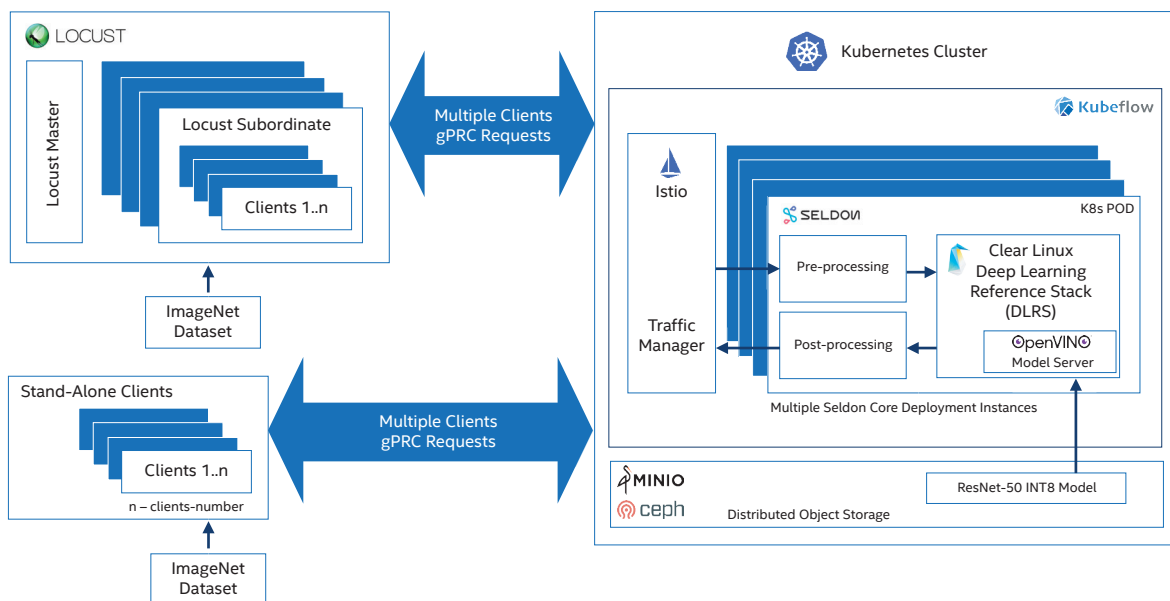 LOCUST
Locust Master
Locust Subordinate
Clients 1..n
ImageNet
Dataset
Stand-Alone Clients
Clients 1..n
n – clients-number
ImageNet
Dataset
Multiple Clients
gPRC Requests
Multiple Clients
gPRC Requests
Kubernetes Cluster
Kubeflow
Istio
Traffic
Manager
SELDON
K8s POD
Pre-processing
Post-processing
Clear Linux
Deep Learning
Reference Stack
(DLRS)
OpenVINO
Model Server
Multiple Seldon Core Deployment Instances
MINIO
ceph
ResNet-50 INT8 Model
Distributed Object Storage